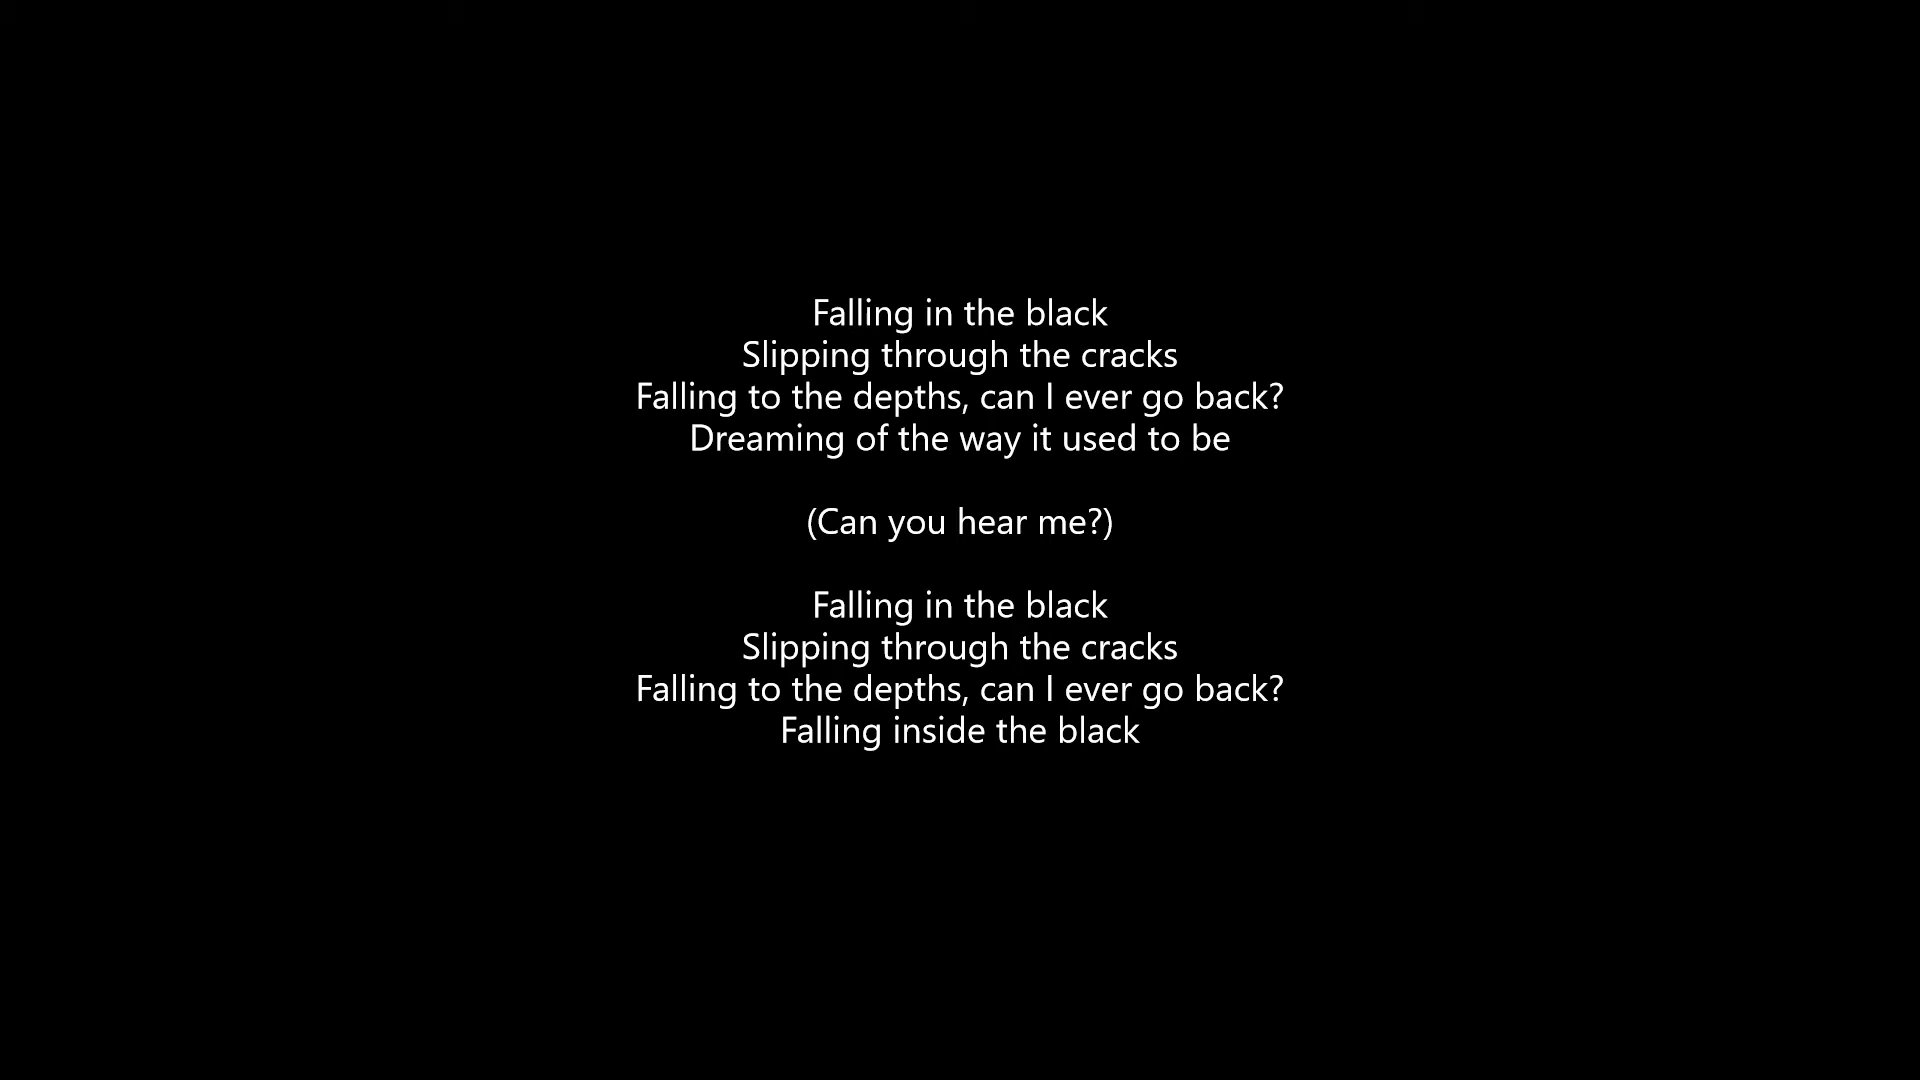 Falling in the black
Slipping through the cracks
Falling to the depths, can I ever go back?
Dreaming of the way it used to be
(Can you hear me?)
Falling in the black
Slipping through the cracks
Falling to the depths, can I ever go back?
Falling inside the black